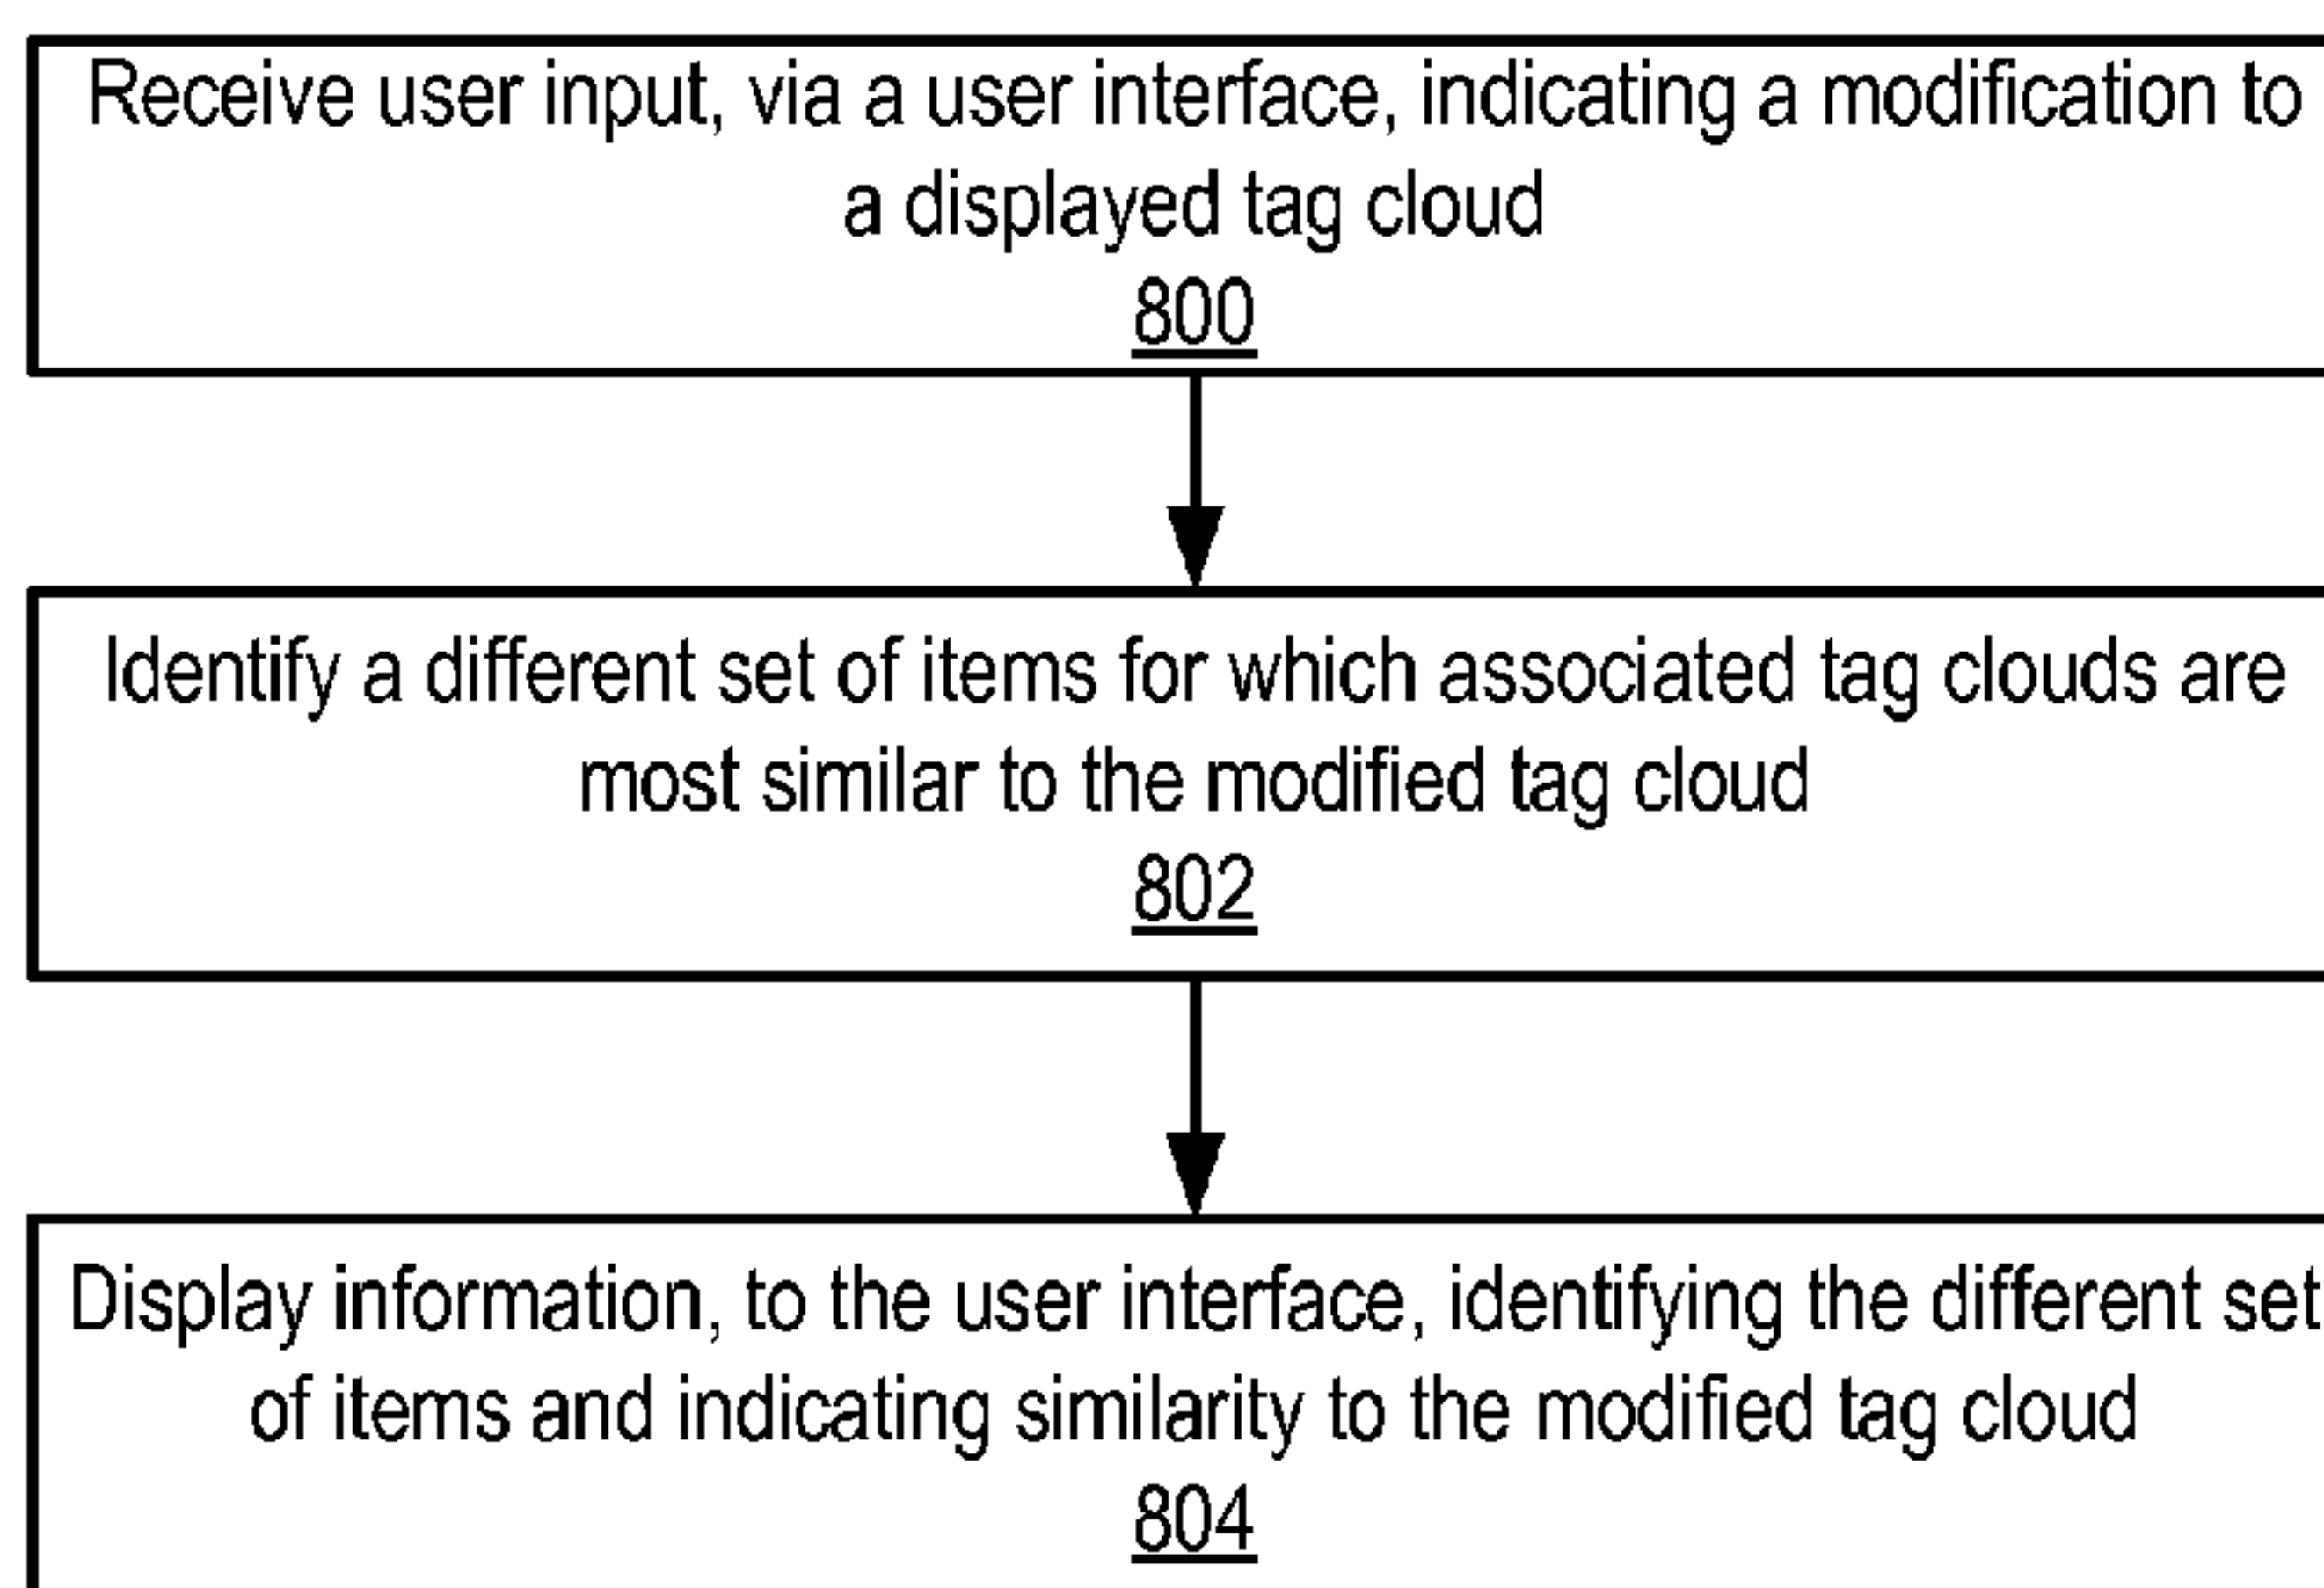 Receive user input, via a user interface, indicating a modification to
a displayed tag cloud
800
Identify a different set of items for which associated tag clouds are
most similar to the modified tag cloud
802
Display information, to the user interface, identifying the different set
of items and indicating similarity to the modified tag cloud
804